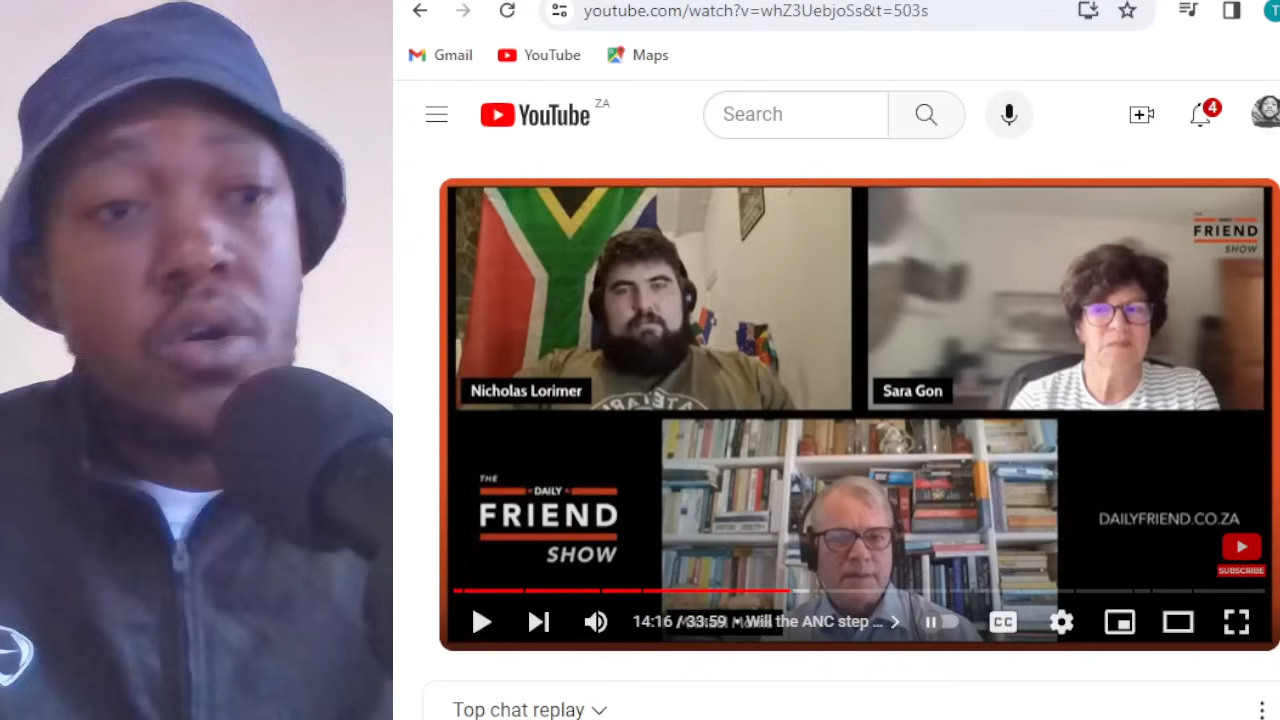 youtube.com/watch?v=whZ3UebjoSs&t=503s
Gmail
YouTube
Maps
YouTube ZA
Search
4
THE
DAILY
FRIEND
SHOW
Nicholas Lorimer
Sara Gon
THE
DAILY
FRIEND
SHOW
DAILYFRIEND.CO.ZA
SUBSCRIBE
14:16 / 33:59 • Will the ANC step ...
CC
Top chat replay